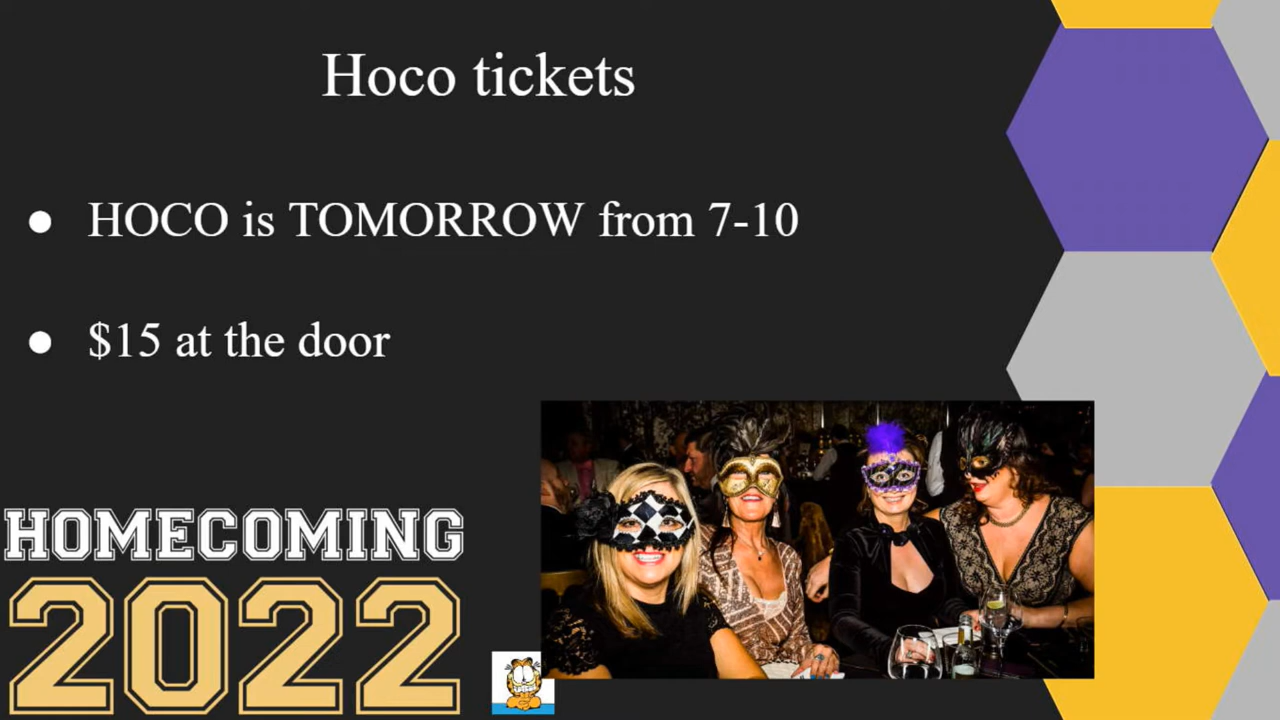 Hoco tickets
● HOCO is TOMORROW from 7-10
● $15 at the door
HOMECOMING
2022